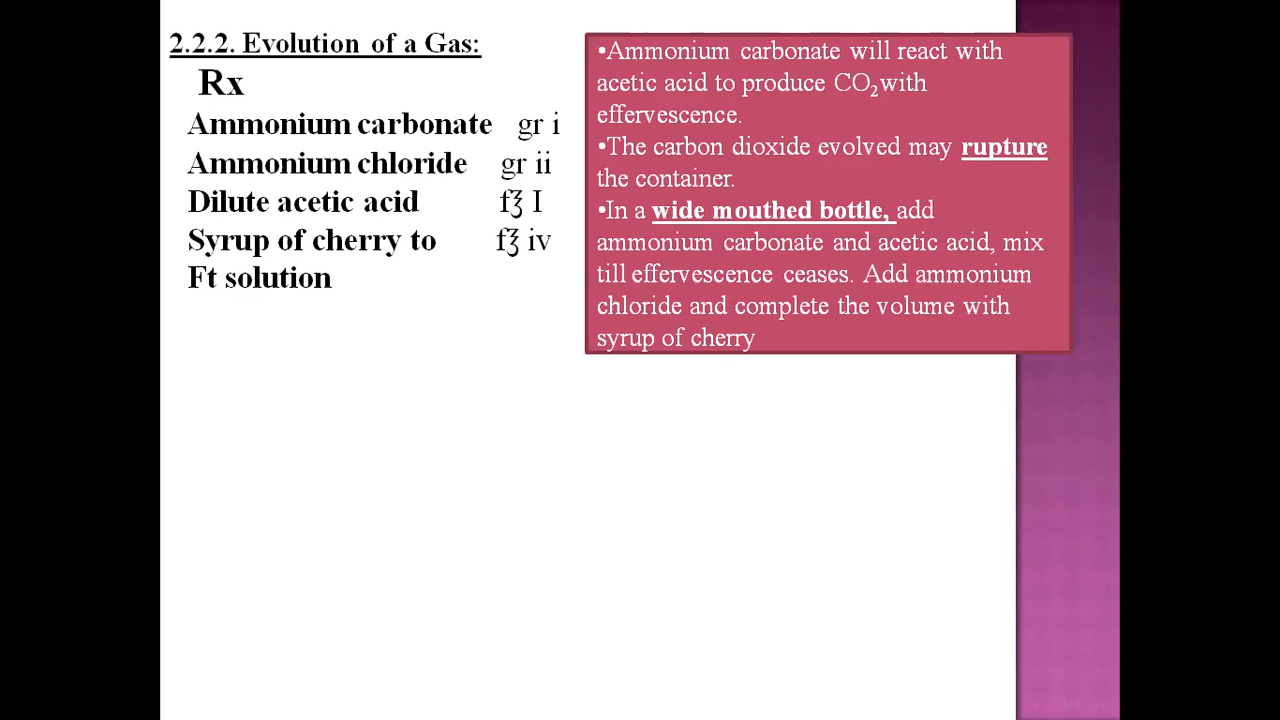 2.2.2. Evolution of a Gas:
Rx
Ammonium carbonate gr i
Ammonium chloride gr ii
Dilute acetic acid fʒ I
Syrup of cherry to fʒ iv
Ft solution
•Ammonium carbonate will react with
acetic acid to produce CO₂with
effervescence.
•The carbon dioxide evolved may rupture
the container.
•In a wide mouthed bottle, add
ammonium carbonate and acetic acid, mix
till effervescence ceases. Add ammonium
chloride and complete the volume with
syrup of cherry